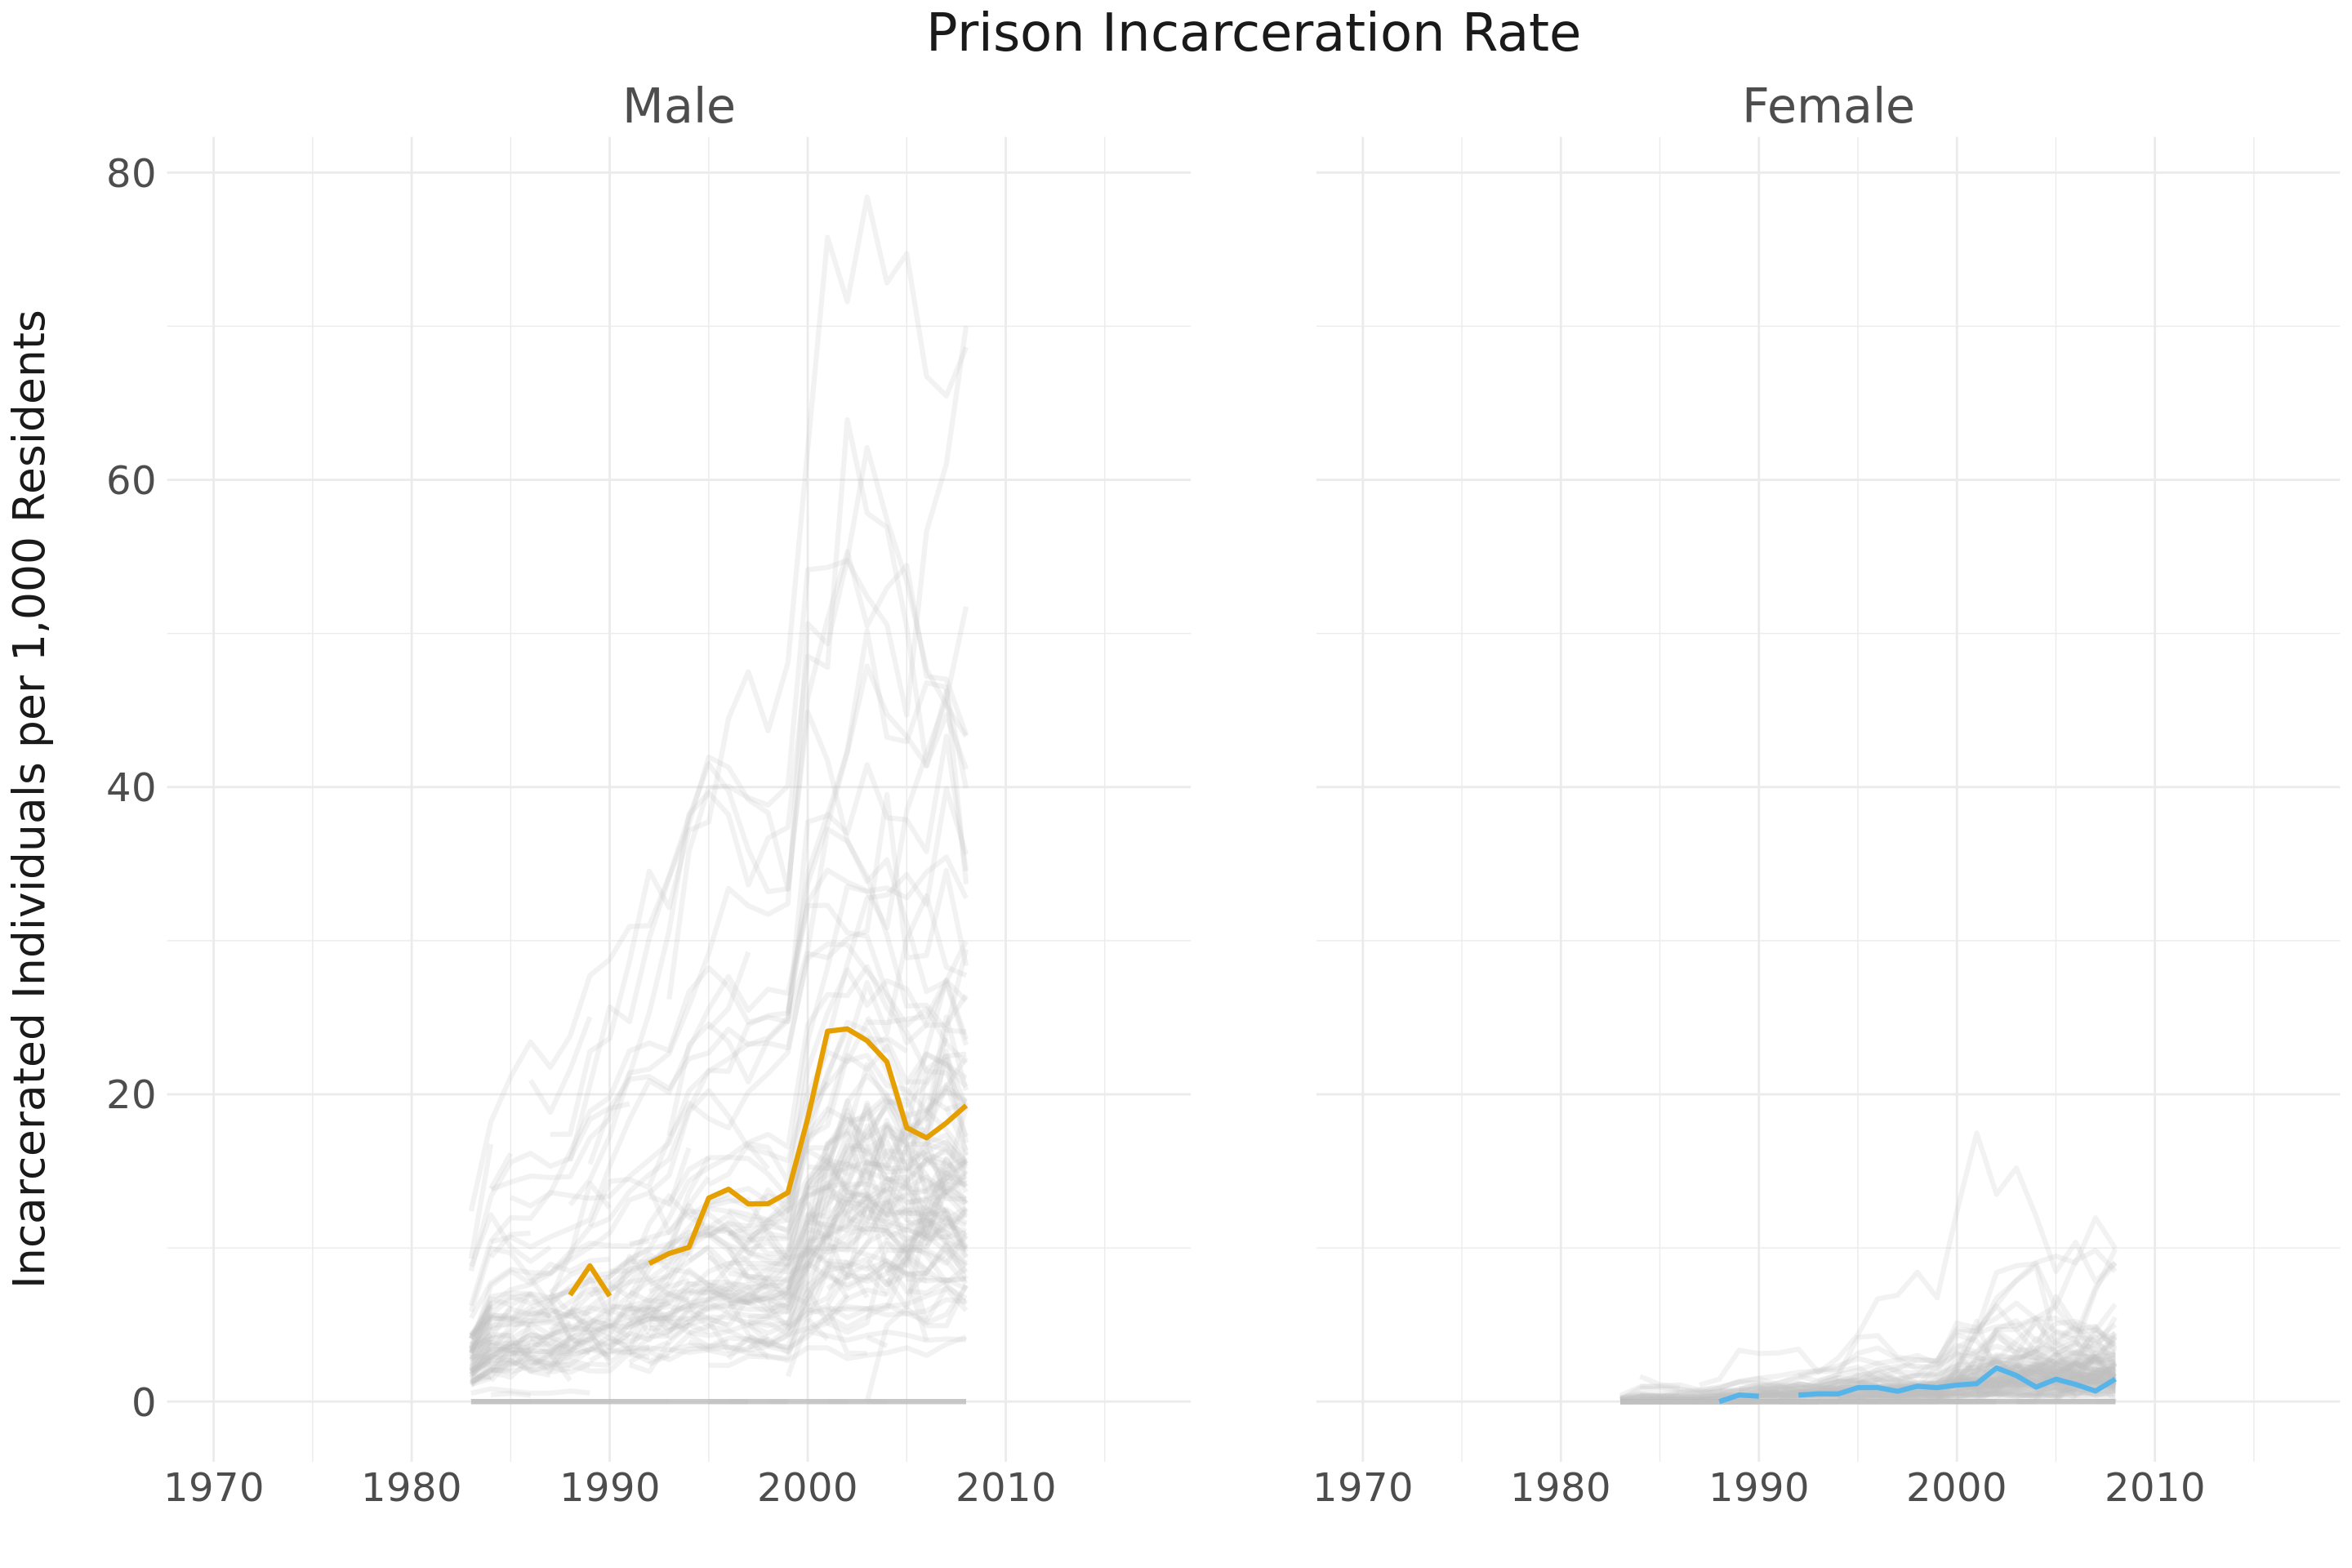 Prison Incarceration Rate
Male
Female
Incarcerated Individuals per 1,000 Residents
80
60
40
20
0
1970 1980 1990 2000 2010
1970 1980 1990 2000 2010